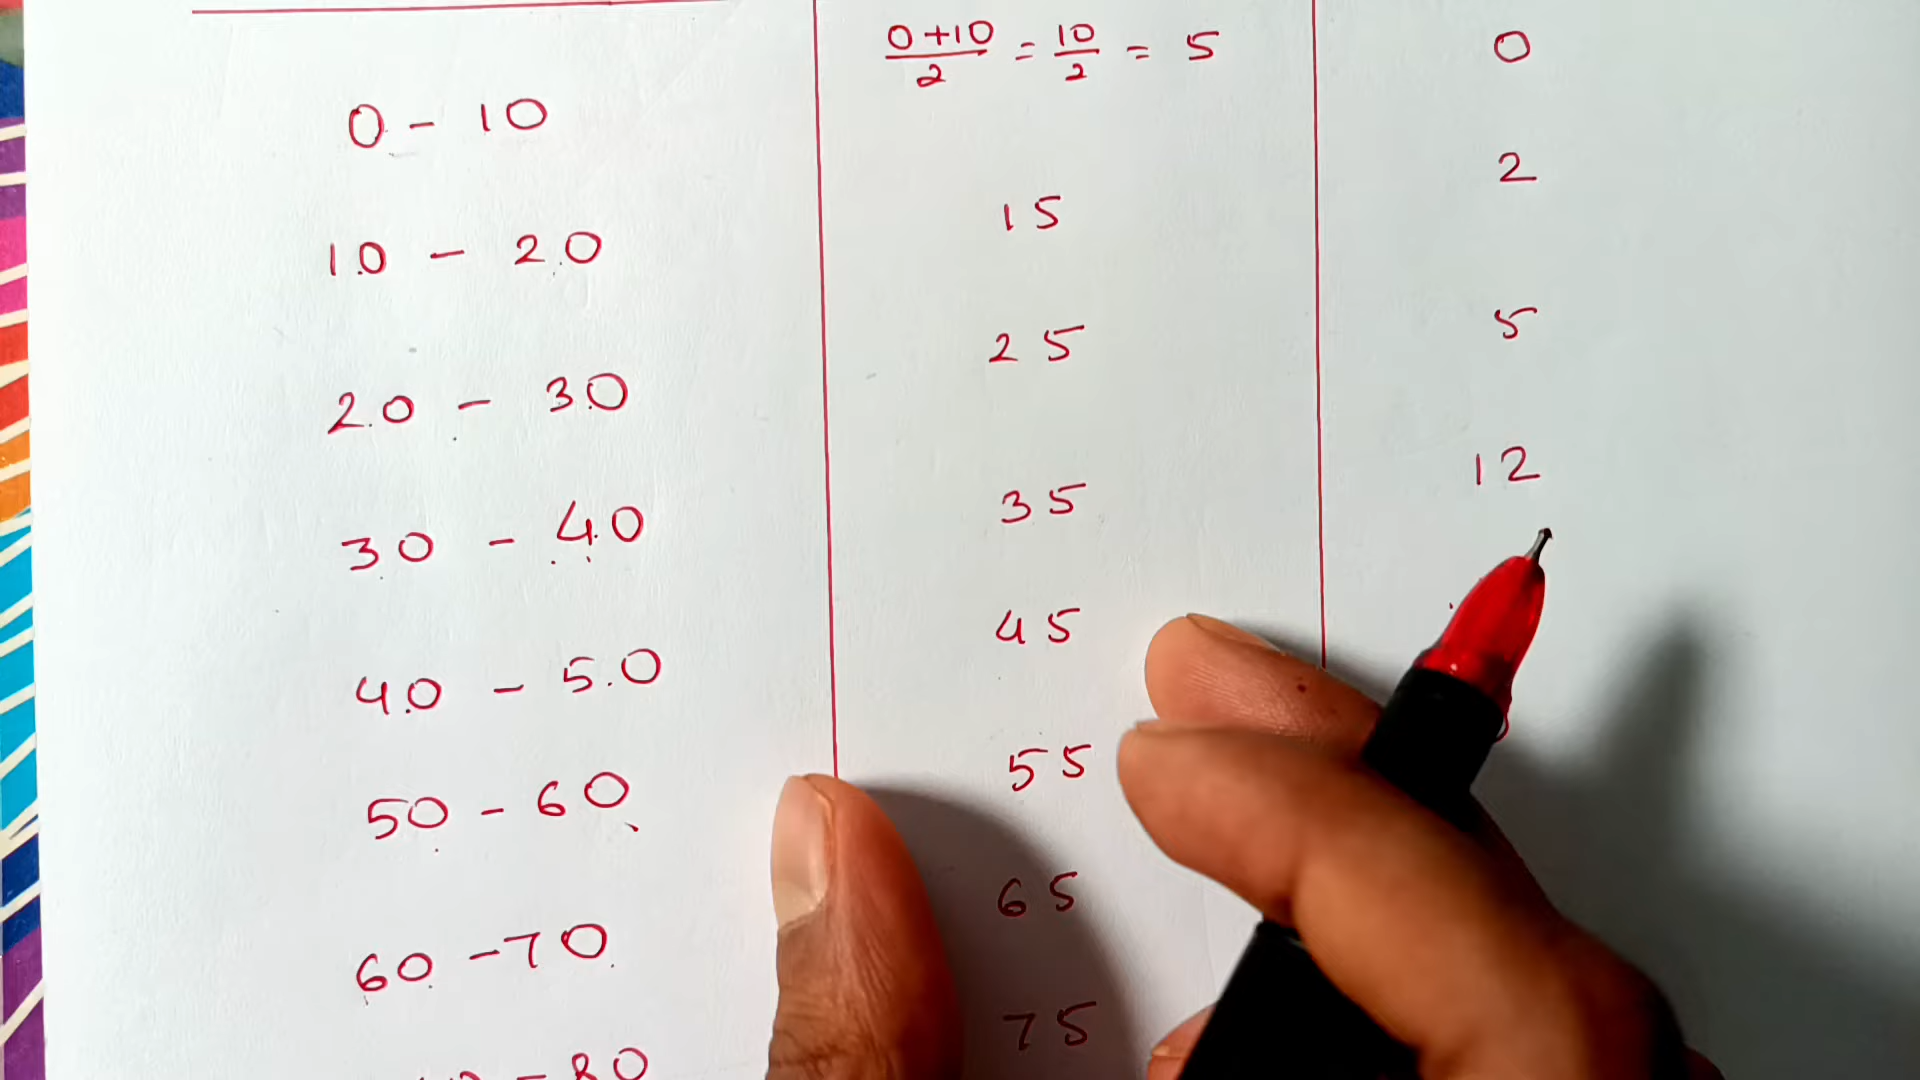 0+10/2 = 10/2 = 5 0
0 - 10
2
10 - 20 15
20 - 30 25 5
30 - 40 35 12
40 - 50 45
50 - 60 55
60 - 70 65
- 80 75